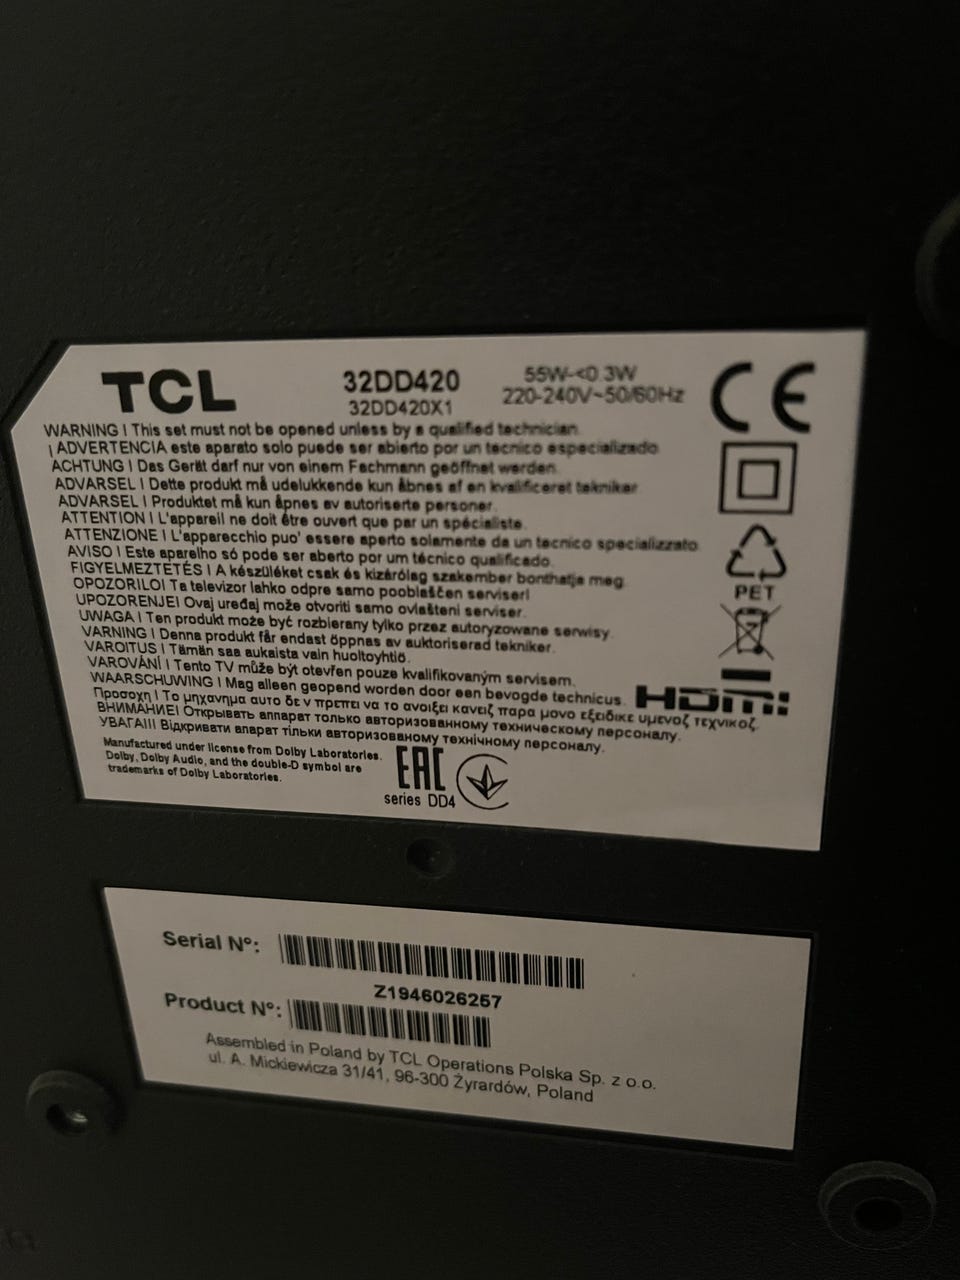 TCL
32DD420
32DD420X1
55W~<0.3W
220-240V~50/60Hz
CE
WARNING ! This set must not be opened unless by a qualified technician.
¡ ADVERTENCIA este aparato solo puede ser abierto por un tecnico especializado.
ACHTUNG ! Das Gerät darf nur von einem Fachmann geöffnet werden.
ADVARSEL ! Dette produkt må udelukkende kun åbnes af en kvalificeret tekniker.
ADVARSEL ! Produktet må kun åpnes av autoriserte personer.
ATTENTION ! L'appareil ne doit être ouvert que par un spécialiste.
ATTENZIONE ! L'apparecchio puo' essere aperto solamente da un tecnico specializzato.
AVISO ! Este aparelho só pode ser aberto por um técnico qualificado.
FIGYELMEZTETÉS ! A készüléket csak és kizárólag szakember bonthatja meg.
OPOZORILO! Ta televizor lahko odpre samo pooblaščen serviser!
UPOZORENJE! Ovaj uređaj može otvoriti samo ovlašteni serviser.
UWAGA ! Ten produkt może być rozbierany tylko przez autoryzowane serwisy.
VARNING ! Denna produkt får endast öppnas av auktoriserad tekniker.
VAROITUS ! Tämän saa aukaista vain huoltoyhtiö.
VAROVÁNÍ ! Tento TV může být otevřen pouze kvalifikovaným servisem.
WAARSCHUWING ! Mag alleen geopend worden door een bevoegde technicus.
Προσοχη ! Το μηχανημα αυτο δεν πρεπει να το ανοιξει κανείζ παρα μονο εξειδικευμενοζ τεχνικοζ.
ВНИМАНИЕ! Открывать аппарат только авторизованному техническому персоналу.
УВАГА!!! Відкривати апарат тільки авторизованому технічному персоналу.
PET
HDMI
Manufactured under license from Dolby Laboratories.
Dolby, Dolby Audio, and the double-D symbol are
trademarks of Dolby Laboratories.
EAC
series DD4
Serial N°:
Z1946026257
Product N°:
Assembled in Poland by TCL Operations Polska Sp. z o.o.
ul. A. Mickiewicza 31/41, 96-300 Żyrardów, Poland